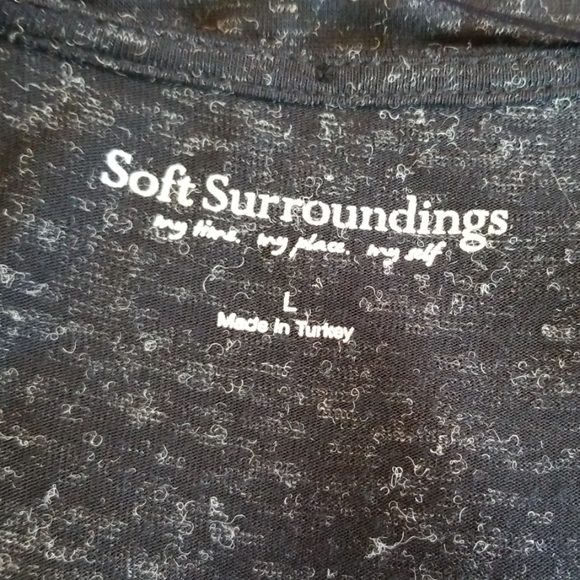 Soft Surroundings
my time. my place. my self
L
Made In Turkey